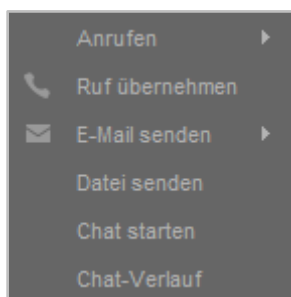 Anrufen
Ruf übernehmen
E-Mail senden
Datei senden
Chat starten
Chat-Verlauf